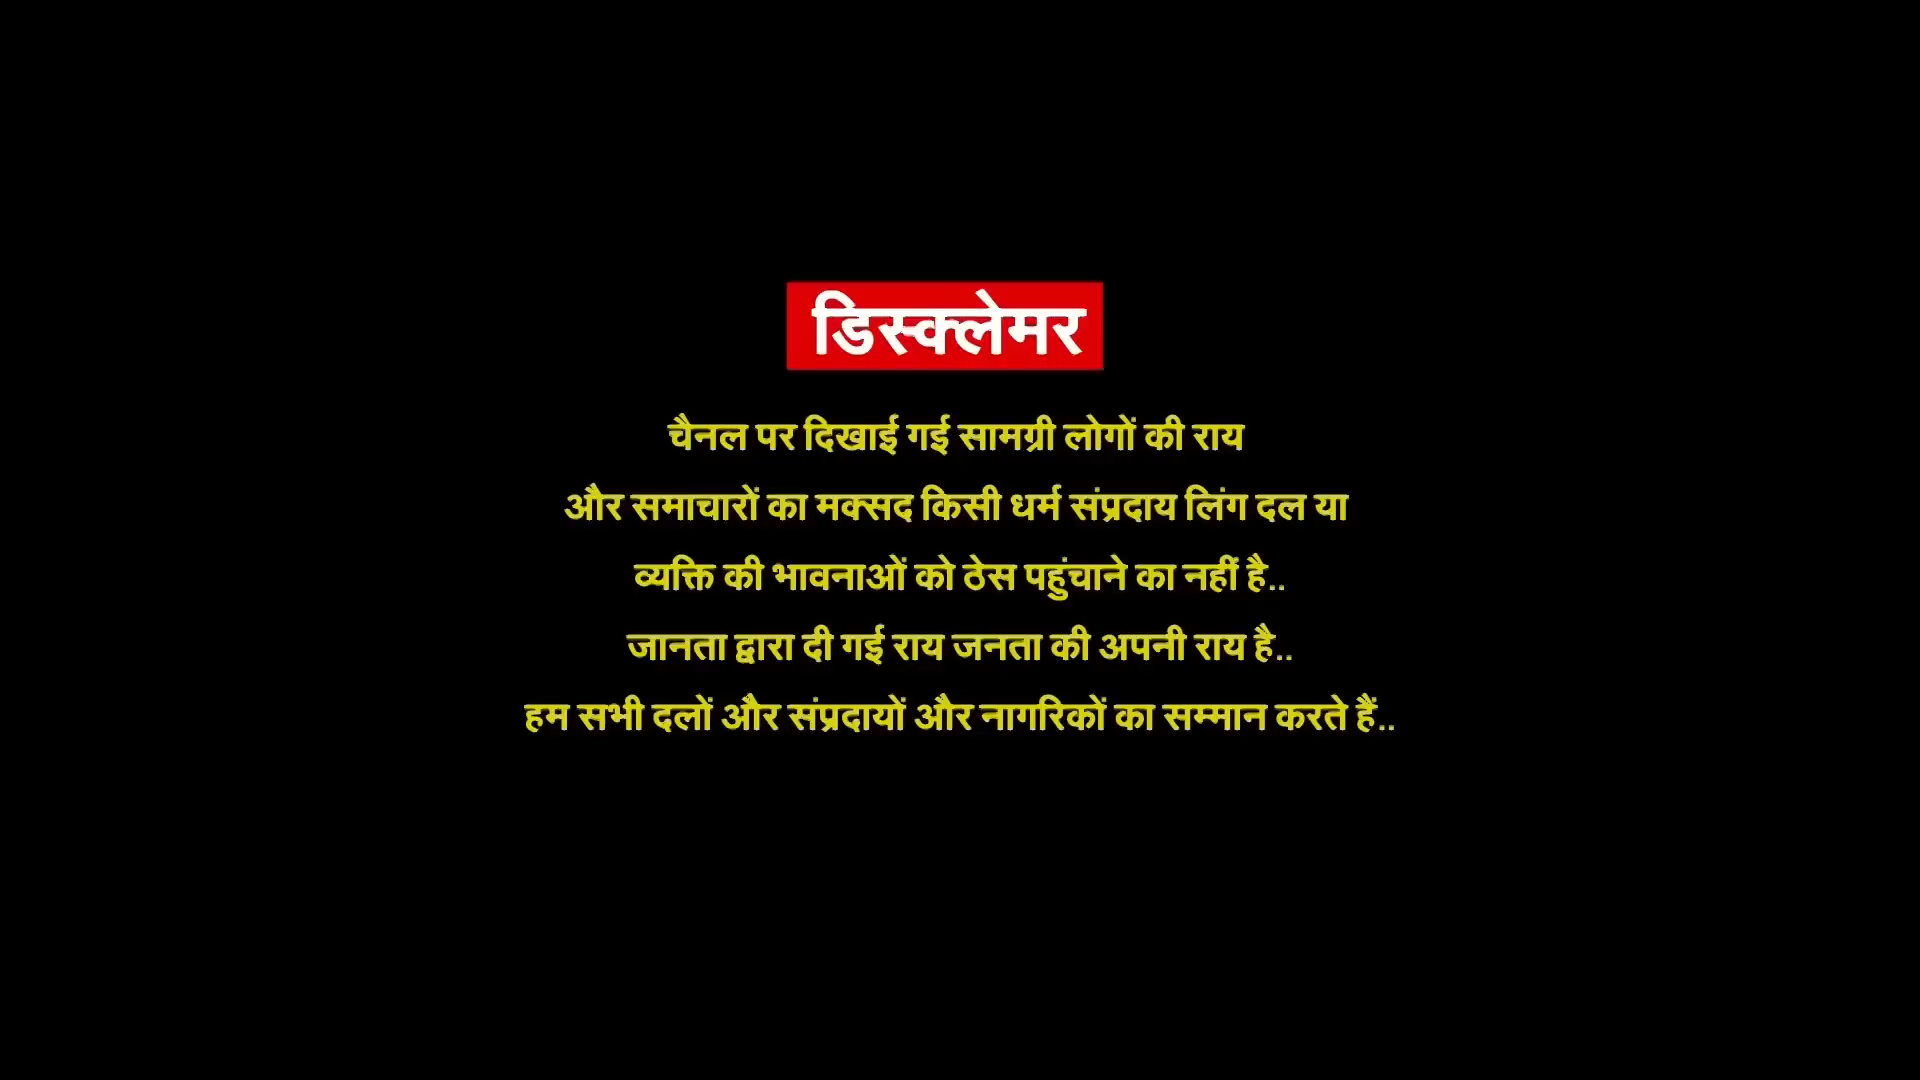 डिस्क्लेमर
चैनल पर दिखाई गई सामग्री लोगों की राय
और समाचारों का मक्सद किसी धर्म संप्रदाय लिंग दल या
व्यक्ति की भावनाओं को ठेस पहुंचाने का नहीं है..
जानता द्वारा दी गई राय जनता की अपनी राय है..
हम सभी दलों और संप्रदायों और नागरिकों का सम्मान करते हैं..